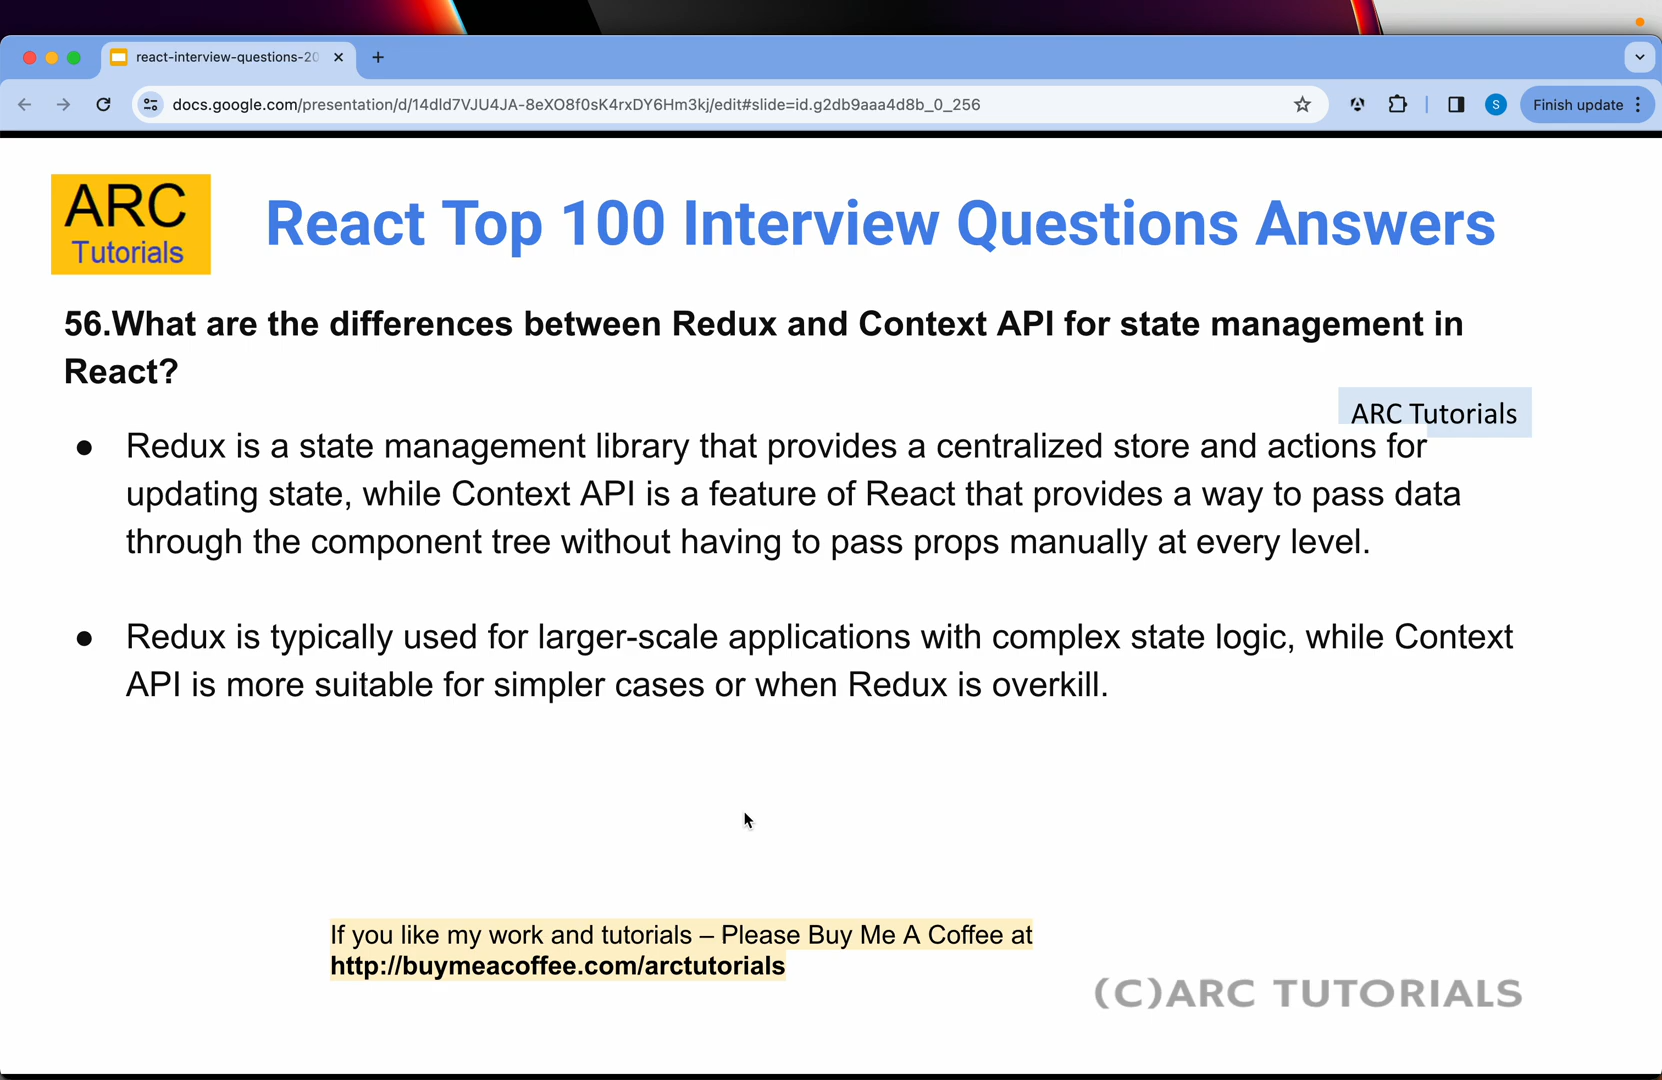 react-interview-questions-20
docs.google.com/presentation/d/14dld7VJU4JA-8eXO8f0sK4rxDY6Hm3kj/edit#slide=id.g2db9aaa4d8b_0_256
S
Finish update
ARC
Tutorials
React Top 100 Interview Questions Answers
56.What are the differences between Redux and Context API for state management in
React?
ARC Tutorials
● Redux is a state management library that provides a centralized store and actions for
updating state, while Context API is a feature of React that provides a way to pass data
through the component tree without having to pass props manually at every level.
● Redux is typically used for larger-scale applications with complex state logic, while Context
API is more suitable for simpler cases or when Redux is overkill.
If you like my work and tutorials – Please Buy Me A Coffee at
http://buymeacoffee.com/arctutorials
(C)ARC TUTORIALS